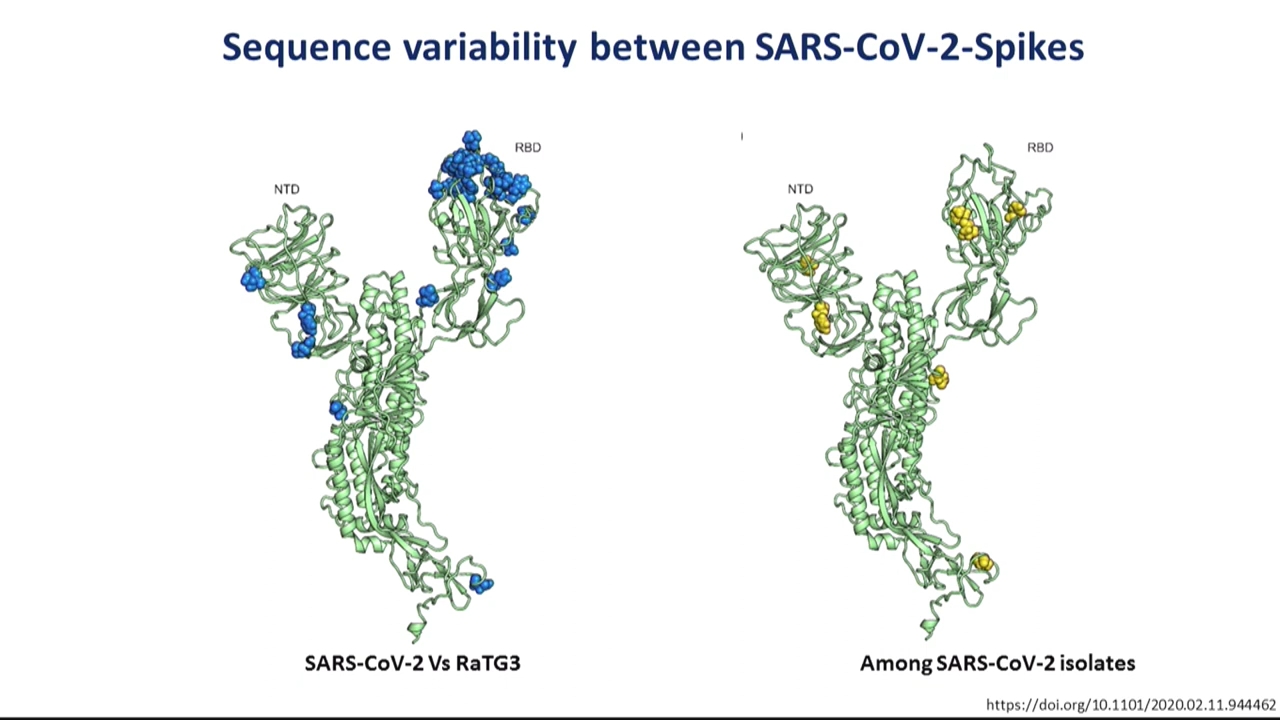 Sequence variability between SARS-CoV-2-Spikes
NTD
RBD
NTD
RBD
SARS-CoV-2 Vs RaTG3
Among SARS-CoV-2 isolates
https://doi.org/10.1101/2020.02.11.944462